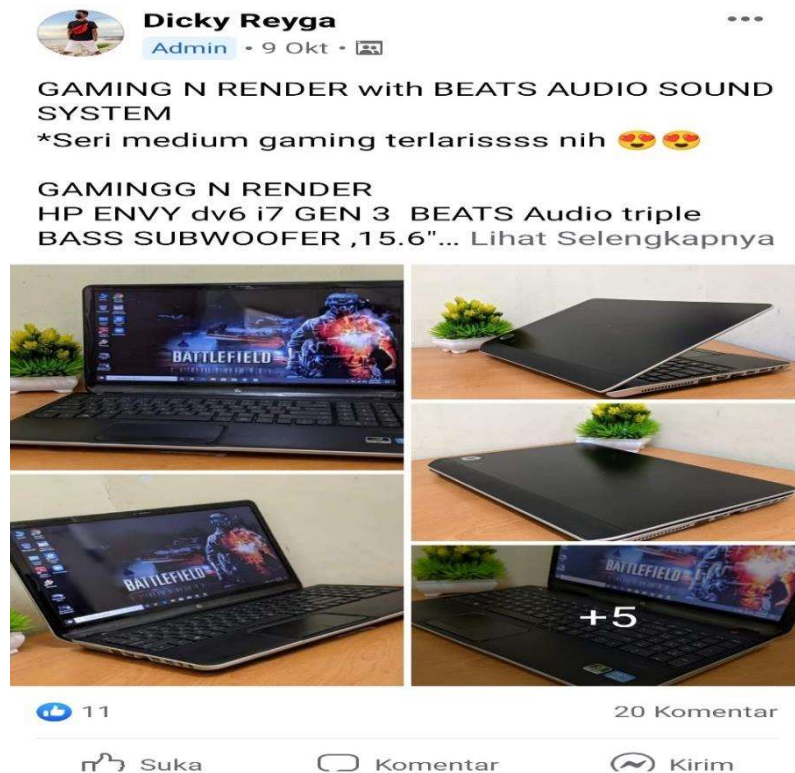 Dicky Reyga
Admin • 9 Okt •
GAMING N RENDER with BEATS AUDIO SOUND
SYSTEM
*Seri medium gaming terlarissss nih 😍😍
GAMINGG N RENDER
HP ENVY dv6 i7 GEN 3 BEATS Audio triple
BASS SUBWOOFER ,15.6"... Lihat Selengkapnya
BATTLEFIELD
BATTLEFIELD
BATTLEFIELD
+5
11
20 Komentar
Suka
Komentar
Kirim